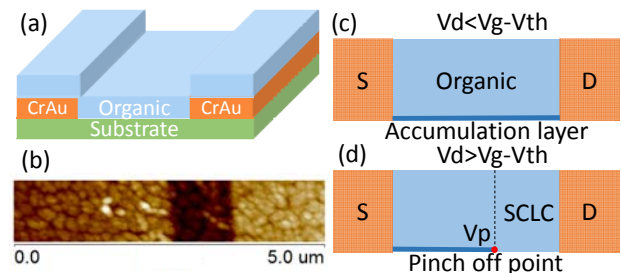 (a)
CrAu Organic CrAu
Substrate
(b)
0.0 5.0 um
(c) Vd<Vg-Vth
S Organic D
Accumulation layer
(d) Vd>Vg-Vth
S SCLC D
Vp
Pinch off point